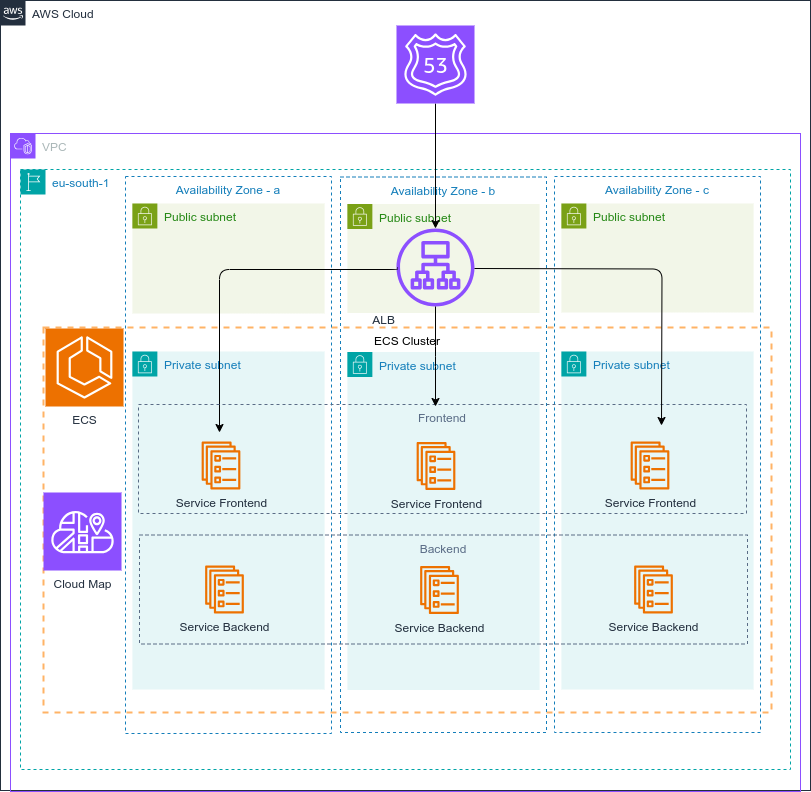 aws
AWS Cloud
53
VPC
eu-south-1
Availability Zone - a
Availability Zone - b
Availability Zone - c
Public subnet
Public subnet
Public subnet
ALB
ECS Cluster
ECS
Private subnet
Private subnet
Private subnet
Frontend
Service Frontend
Service Frontend
Service Frontend
Cloud Map
Backend
Service Backend
Service Backend
Service Backend